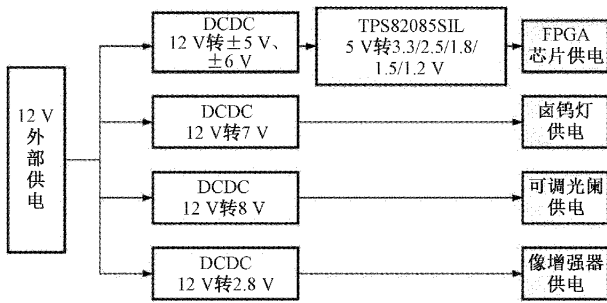 12 V
外
部
供
电
DCDC
12 V转±5 V、
±6 V
TPS82085SIL
5 V转3.3/2.5/1.8/
1.5/1.2 V
FPGA
芯片供电
DCDC
12 V转7 V
卤钨灯
供电
DCDC
12 V转8 V
可调光阑
供电
DCDC
12 V转2.8 V
像增强器
供电